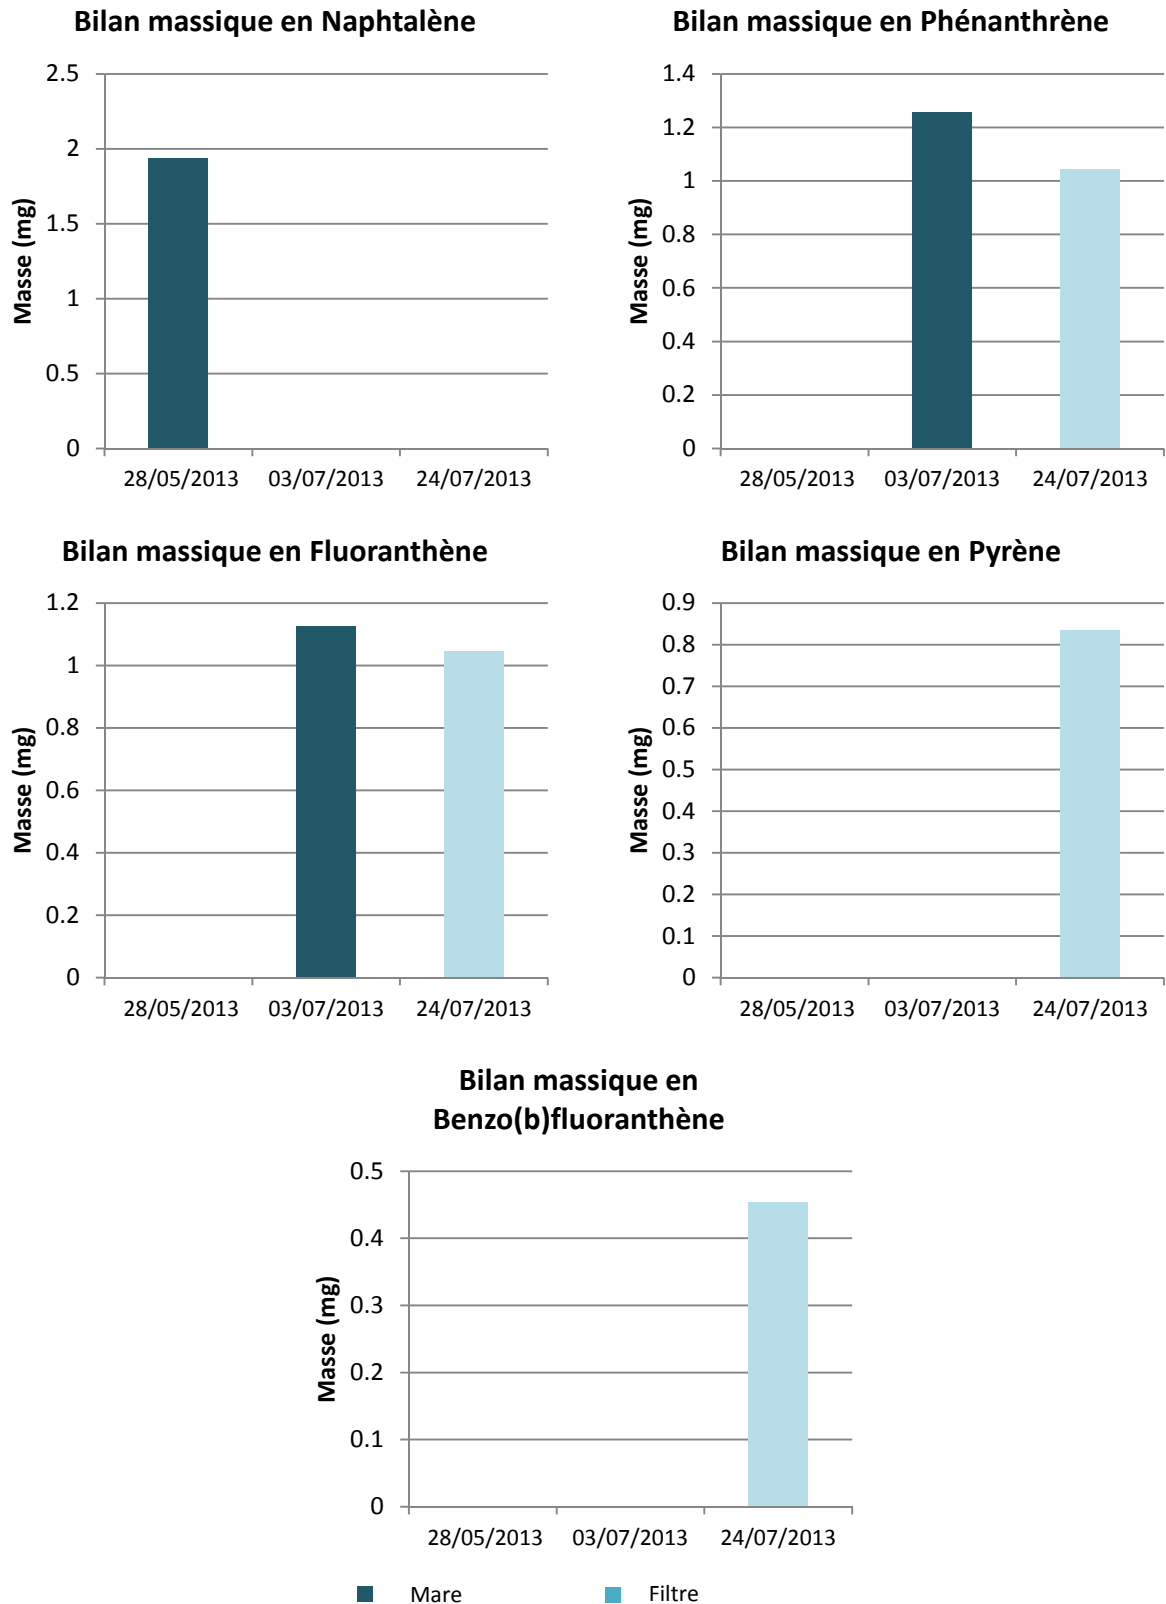 Bilan massique en Naphtalène
2.5
2
1.5
1
0.5
0
Masse (mg)
28/05/2013 03/07/2013 24/07/2013
Bilan massique en Phénanthrène
1.4
1.2
1
0.8
0.6
0.4
0.2
0
Masse (mg)
28/05/2013 03/07/2013 24/07/2013
Bilan massique en Fluoranthène
1.2
1
0.8
0.6
0.4
0.2
0
Masse (mg)
28/05/2013 03/07/2013 24/07/2013
Bilan massique en Pyrène
0.9
0.8
0.7
0.6
0.5
0.4
0.3
0.2
0.1
0
Masse (mg)
28/05/2013 03/07/2013 24/07/2013
Bilan massique en
Benzo(b)fluoranthène
0.5
0.4
0.3
0.2
0.1
0
Masse (mg)
28/05/2013 03/07/2013 24/07/2013
Mare Filtre